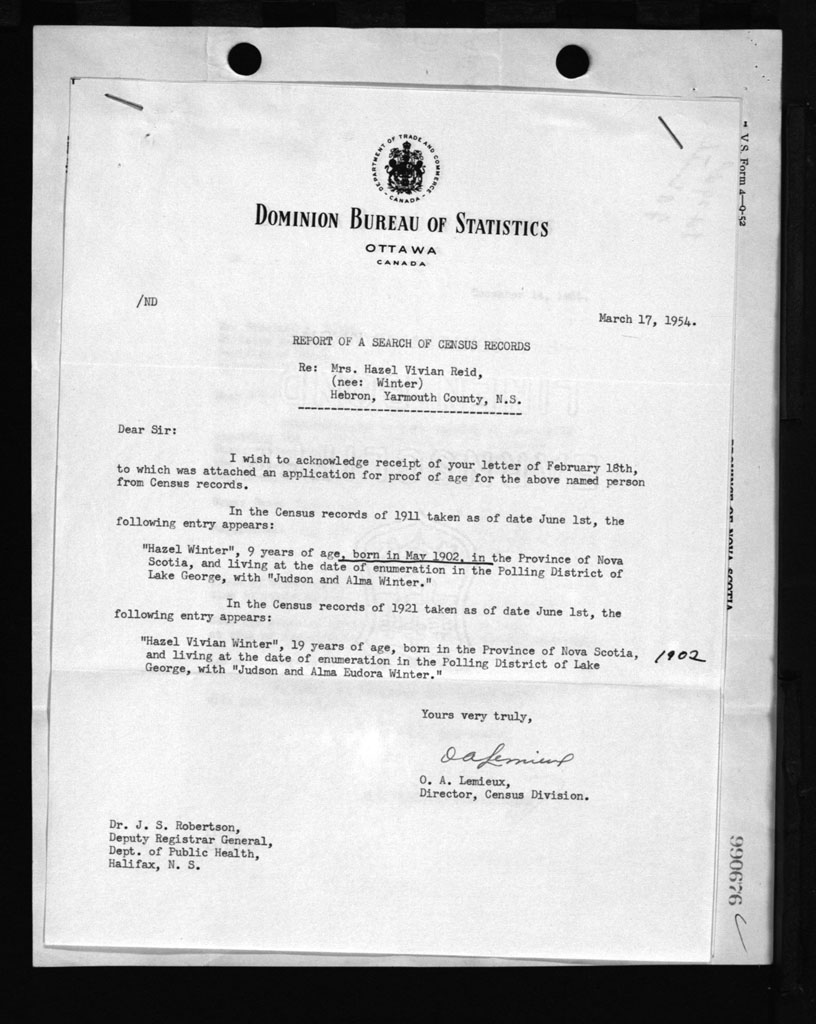 DEPARTMENT OF TRADE AND COMMERCE
- CANADA -
DOMINION BUREAU OF STATISTICS
OTTAWA
CANADA
V S. Form 4—9-52
/ND
March 17, 1954.
REPORT OF A SEARCH OF CENSUS RECORDS
Re: Mrs. Hazel Vivian Reid,
(nee: Winter)
Hebron, Yarmouth County, N.S.
Dear Sir:
I wish to acknowledge receipt of your letter of February 18th,
to which was attached an application for proof of age for the above named person
from Census records.
In the Census records of 1911 taken as of date June 1st, the
following entry appears:
"Hazel Winter", 9 years of age, born in May 1902, in the Province of Nova
Scotia, and living at the date of enumeration in the Polling District of
Lake George, with "Judson and Alma Winter."
In the Census records of 1921 taken as of date June 1st, the
following entry appears:
"Hazel Vivian Winter", 19 years of age, born in the Province of Nova Scotia,
and living at the date of enumeration in the Polling District of Lake
George, with "Judson and Alma Eudora Winter."
1902
Yours very truly,
O A Lemieux
O. A. Lemieux,
Director, Census Division.
Dr. J. S. Robertson,
Deputy Registrar General,
Dept. of Public Health,
Halifax, N. S.
OF NOVA SCOTIA
990676